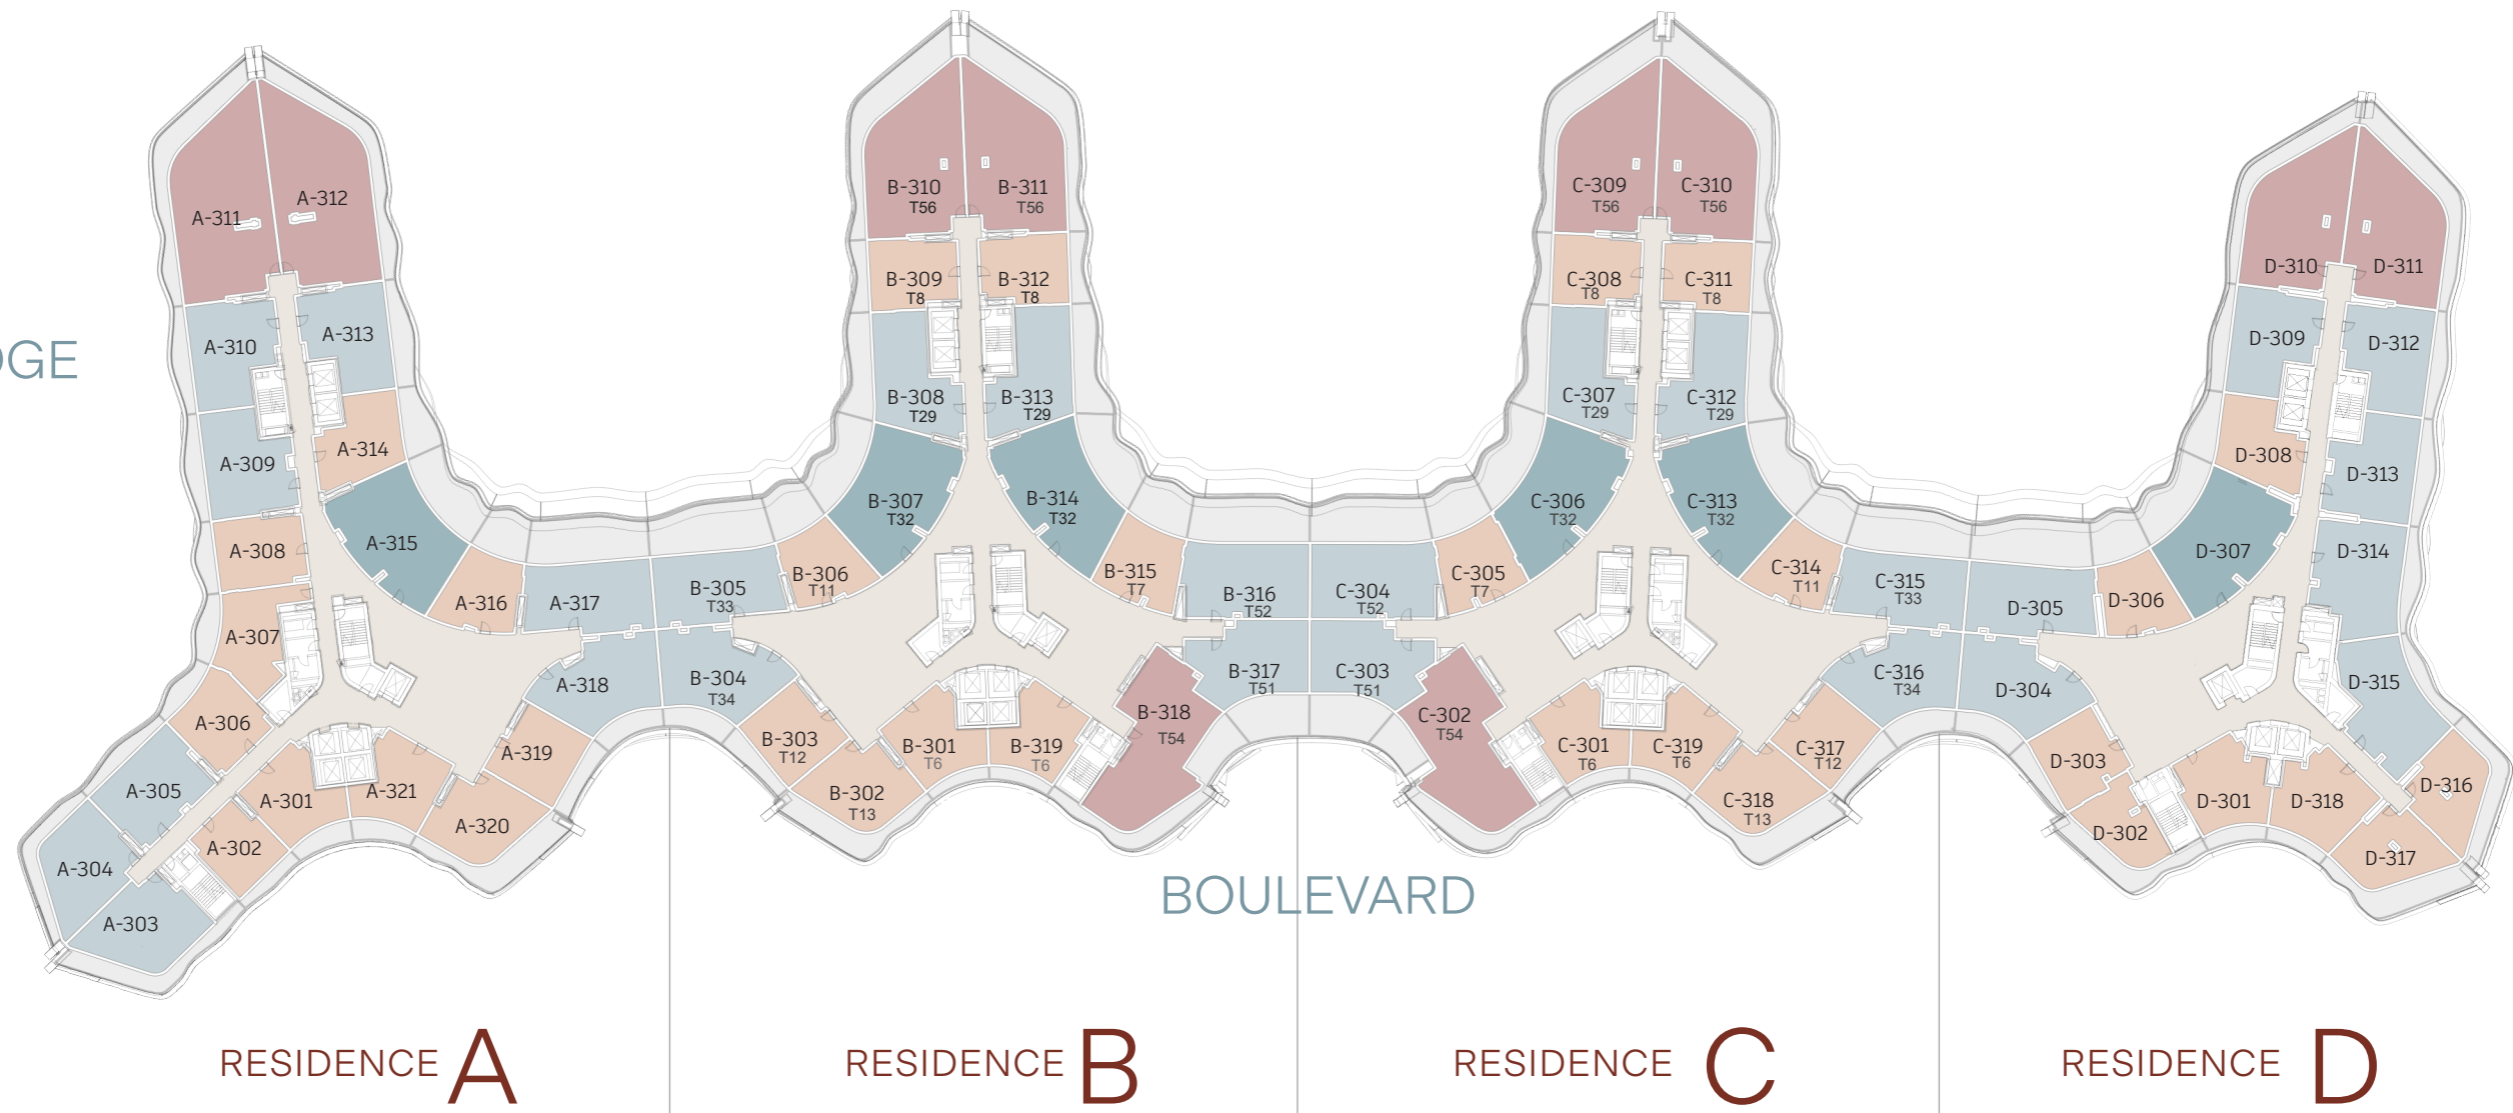 A-311
A-312
A-310
A-313
A-309
A-314
A-308
A-315
A-307
A-316
A-317
A-306
A-318
A-305
A-301
A-321
A-319
A-304
A-302
A-320
A-303
B-310
T56
B-311
T56
B-309
T8
B-312
T8
B-308
T29
B-313
T29
B-307
T32
B-314
T32
B-305
T33
B-306
T11
B-315
T7
B-316
T52
B-304
T34
B-317
T51
B-303
T12
B-301
T6
B-319
T6
B-318
T54
B-302
T13
C-309
T56
C-310
T56
C-308
T8
C-311
T8
C-307
T29
C-312
T29
C-306
T32
C-313
T32
C-304
T52
C-305
T7
C-314
T11
C-315
T33
C-303
T51
C-316
T34
C-302
T54
C-301
T6
C-319
T6
C-317
T12
C-318
T13
D-310
D-311
D-309
D-312
D-308
D-313
D-307
D-314
D-305
D-306
D-304
D-315
D-303
D-301
D-318
D-316
D-302
D-317
DGE
BOULEVARD
RESIDENCE A
RESIDENCE B
RESIDENCE C
RESIDENCE D